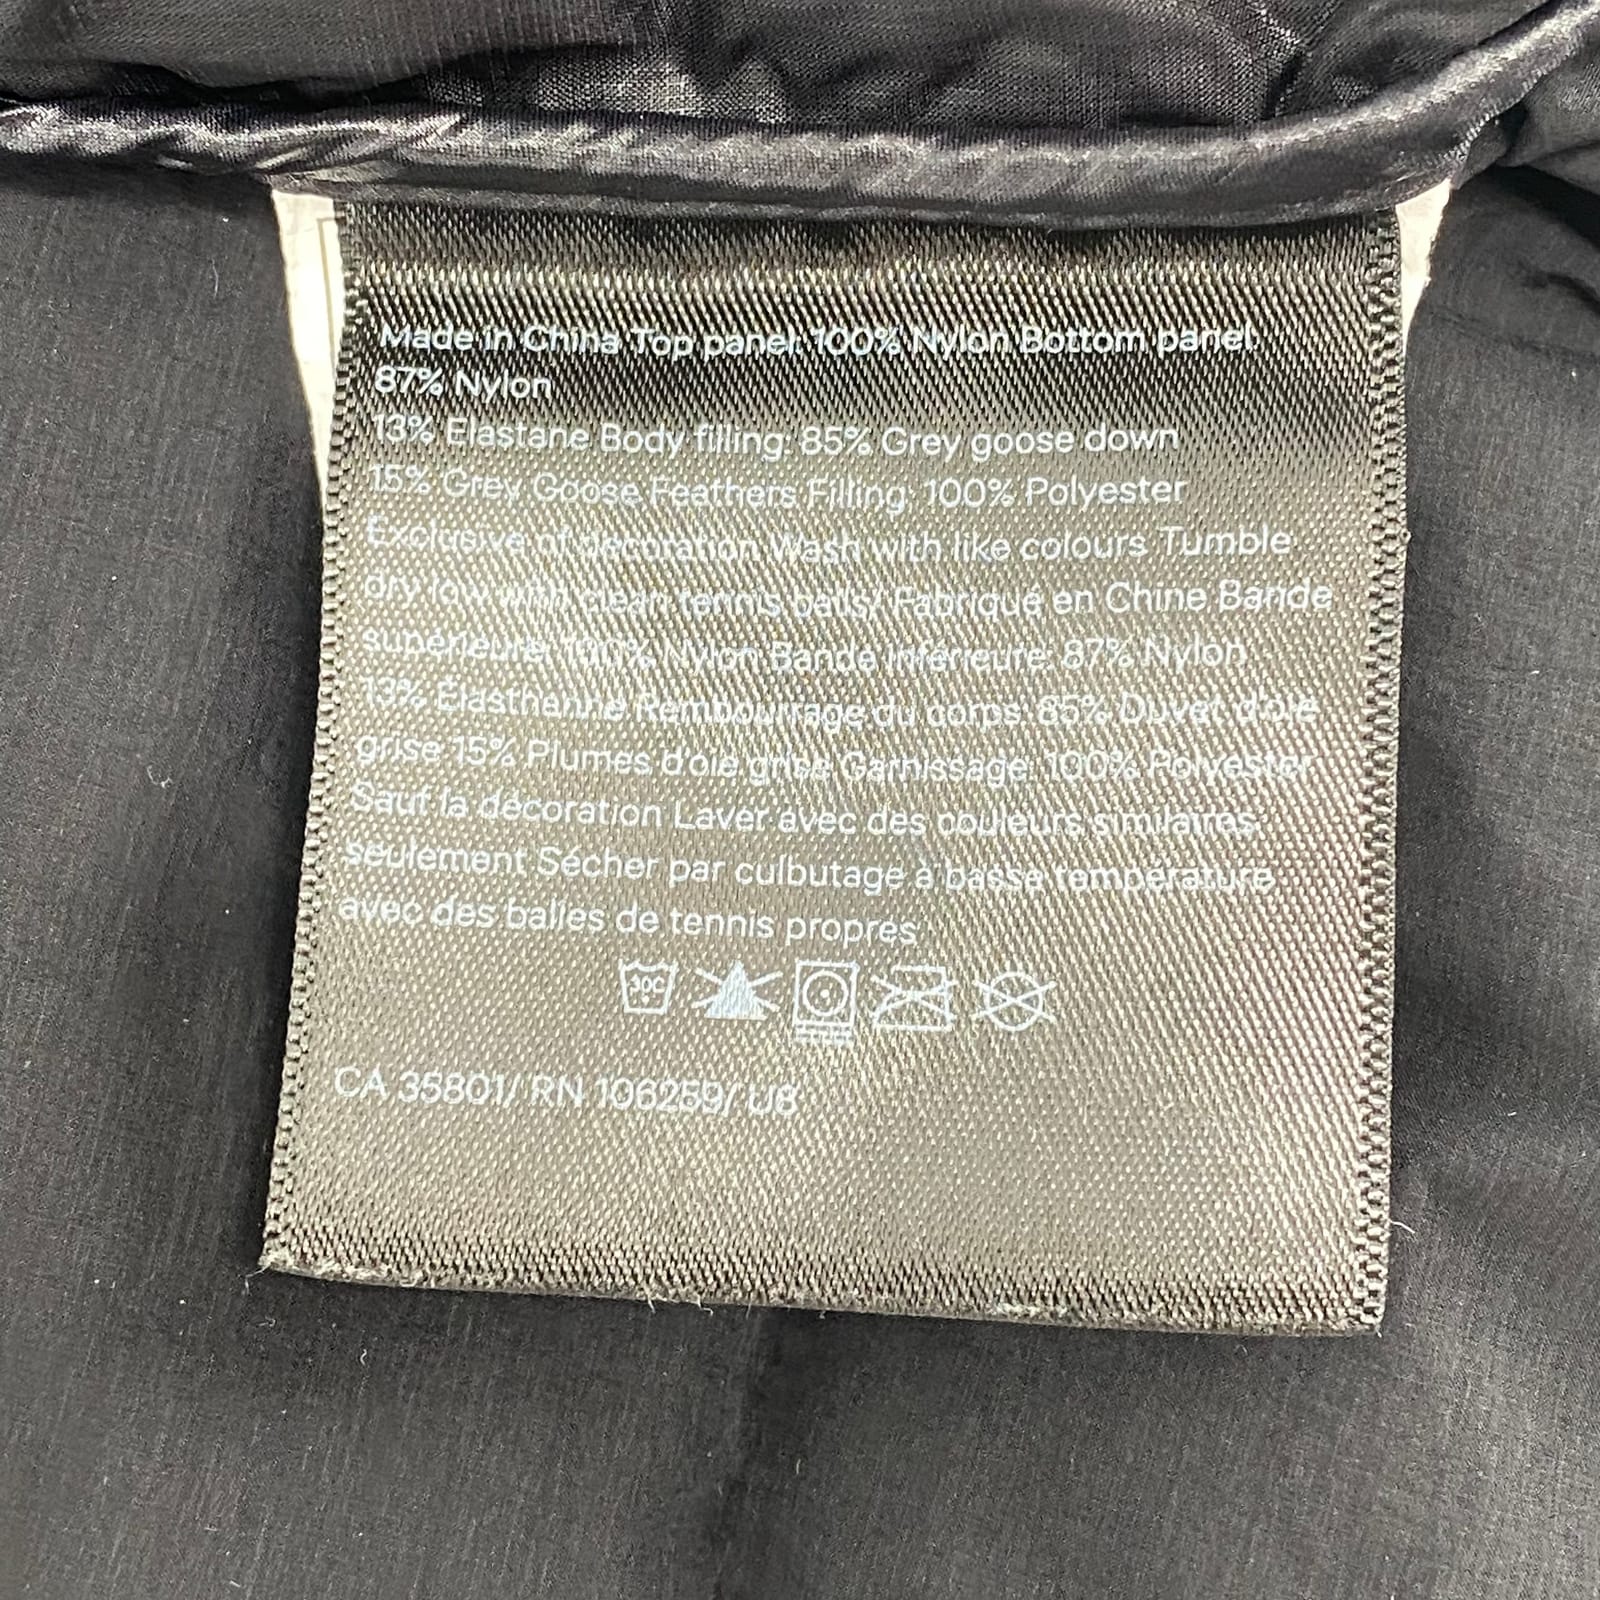 Made in China Top panel: 100% Nylon Bottom panel:
87% Nylon
13% Elastane Body filling: 85% Grey goose down
15% Grey Goose Feathers Filling: 100% Polyester
Exclusive of decoration Wash with like colours Tumble
dry low with clean tennis balls/ Fabriqué en Chine Bande
supérieure: 100% Nylon Bande inférieure: 87% Nylon
13% Élasthenne Rembourrage du corps: 85% Duvet d'oie
grise 15% Plumes d'oie grise Garnissage: 100% Polyester
Sauf la décoration Laver avec des couleurs similaires
seulement Sécher par culbutage à basse température
avec des balles de tennis propres
30C
CA 35801/ RN 106259/ U8